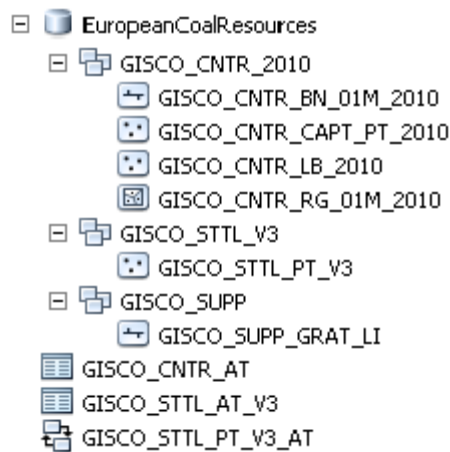 EuropeanCoalResources
GISCO_CNTR_2010
GISCO_CNTR_BN_01M_2010
GISCO_CNTR_CAPT_PT_2010
GISCO_CNTR_LB_2010
GISCO_CNTR_RG_01M_2010
GISCO_STTL_V3
GISCO_STTL_PT_V3
GISCO_SUPP
GISCO_SUPP_GRAT_LI
GISCO_CNTR_AT
GISCO_STTL_AT_V3
GISCO_STTL_PT_V3_AT